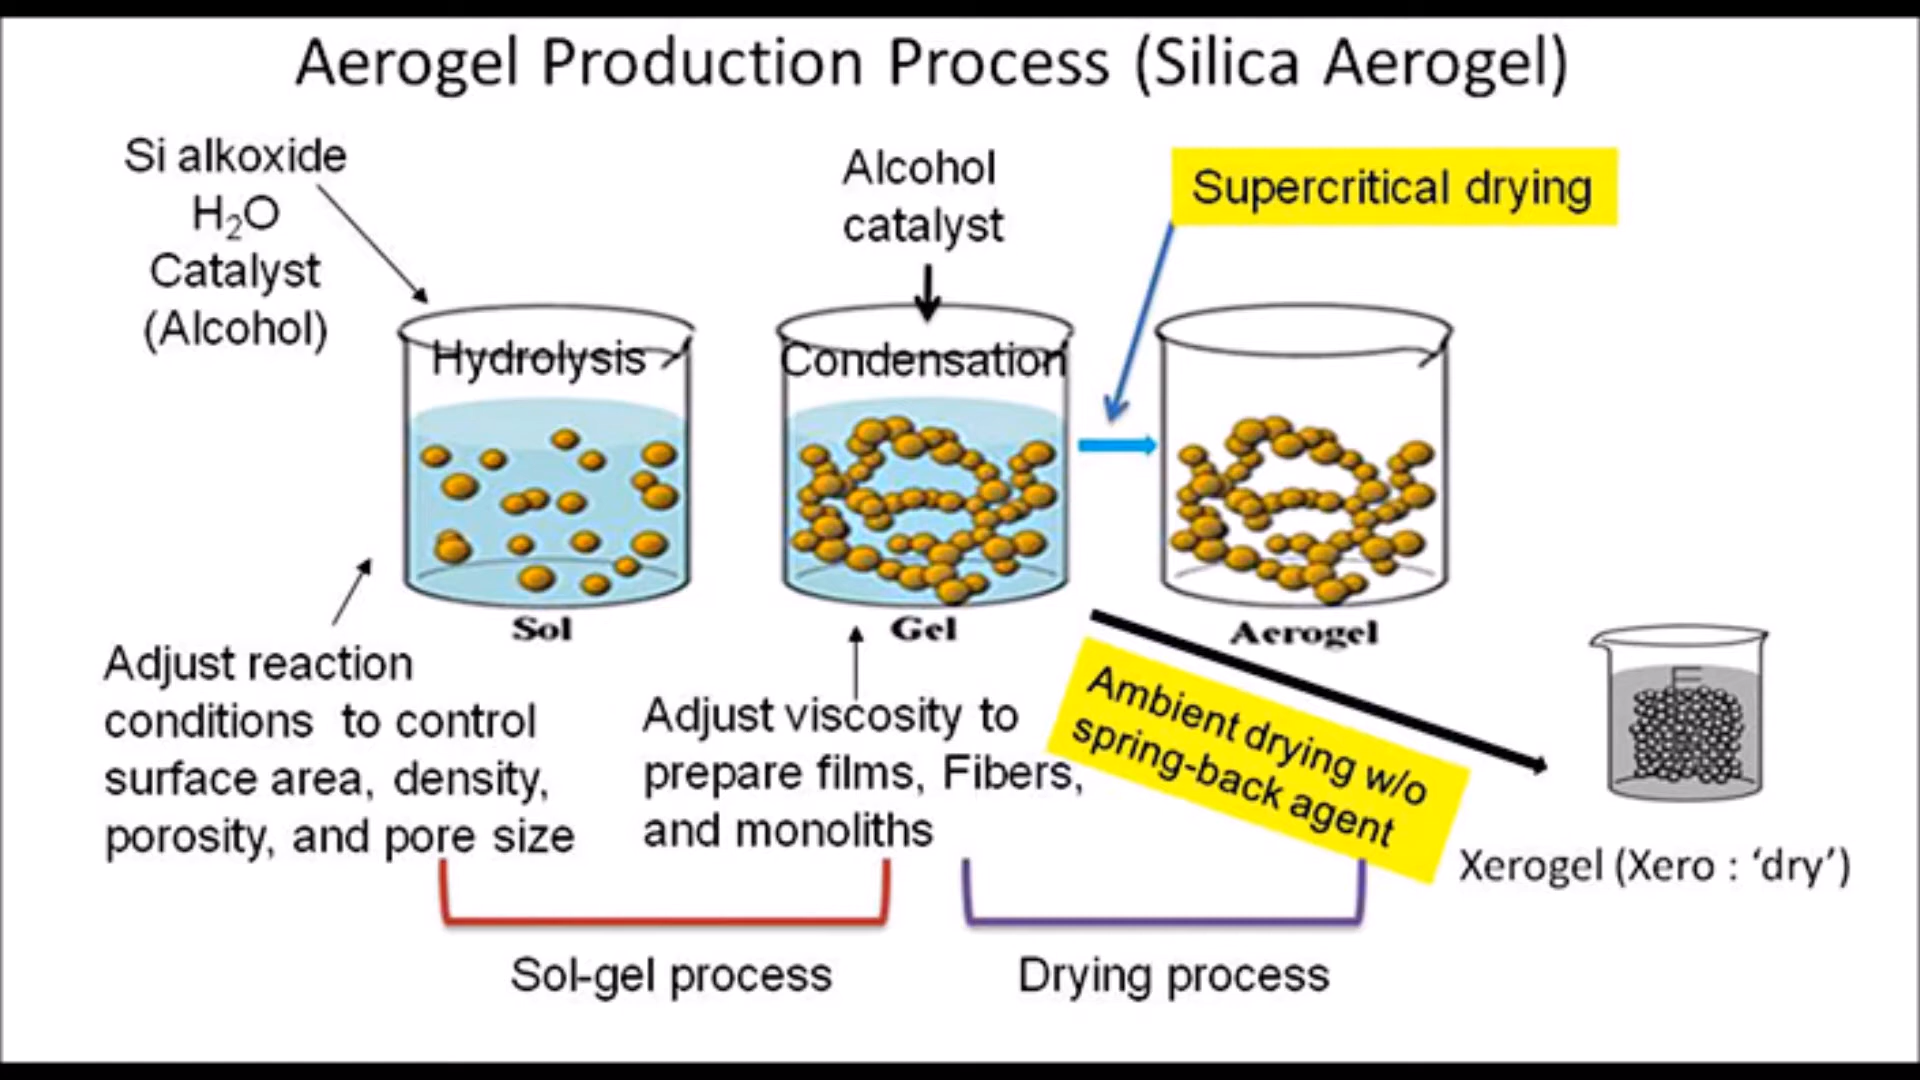 Aerogel Production Process (Silica Aerogel)
Si alkoxide
H₂O
Catalyst
(Alcohol)
Alcohol
catalyst
Supercritical drying
Hydrolysis
Condensation
Sol
Gel
Aerogel
Adjust reaction
conditions to control
surface area, density,
porosity, and pore size
Adjust viscosity to
prepare films, Fibers,
and monoliths
Ambient drying w/o
spring-back agent
Xerogel (Xero : ‘dry’)
Sol-gel process
Drying process